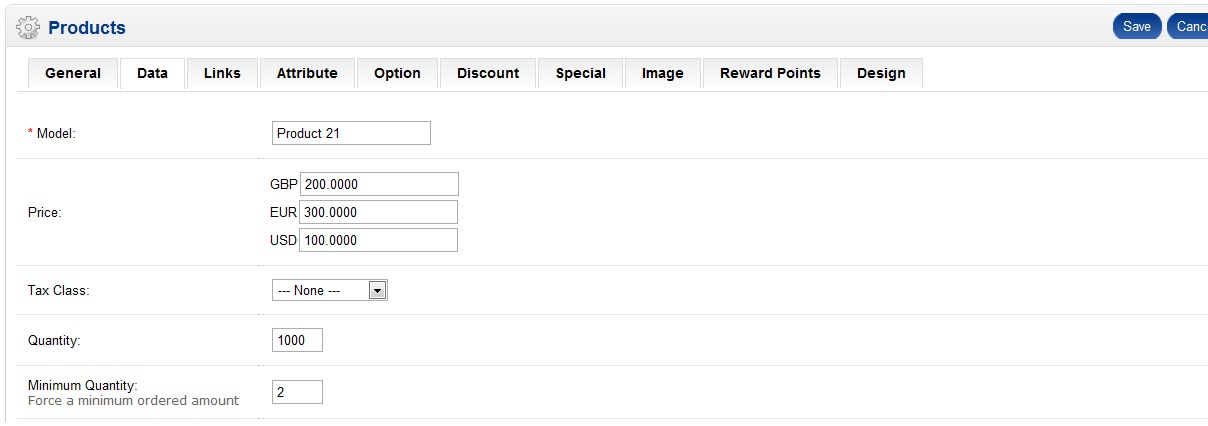 Products
Save
Canc
General Data Links Attribute Option Discount Special Image Reward Points Design
* Model: Product 21
GBP 200.0000
Price: EUR 300.0000
USD 100.0000
Tax Class: --- None ---
Quantity: 1000
Minimum Quantity: 2
Force a minimum ordered amount